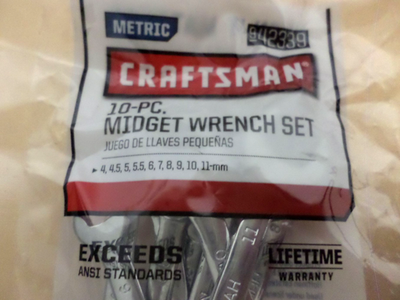 METRIC
942339
CRAFTSMAN
10-PC.
MIDGET WRENCH SET
JUEGO DE LLAVES PEQUEÑAS
▸ 4, 4.5, 5, 5.5, 6, 7, 8, 9, 10, 11-mm
EXCEEDS
ANSI STANDARDS
LIFETIME
WARRANTY
11